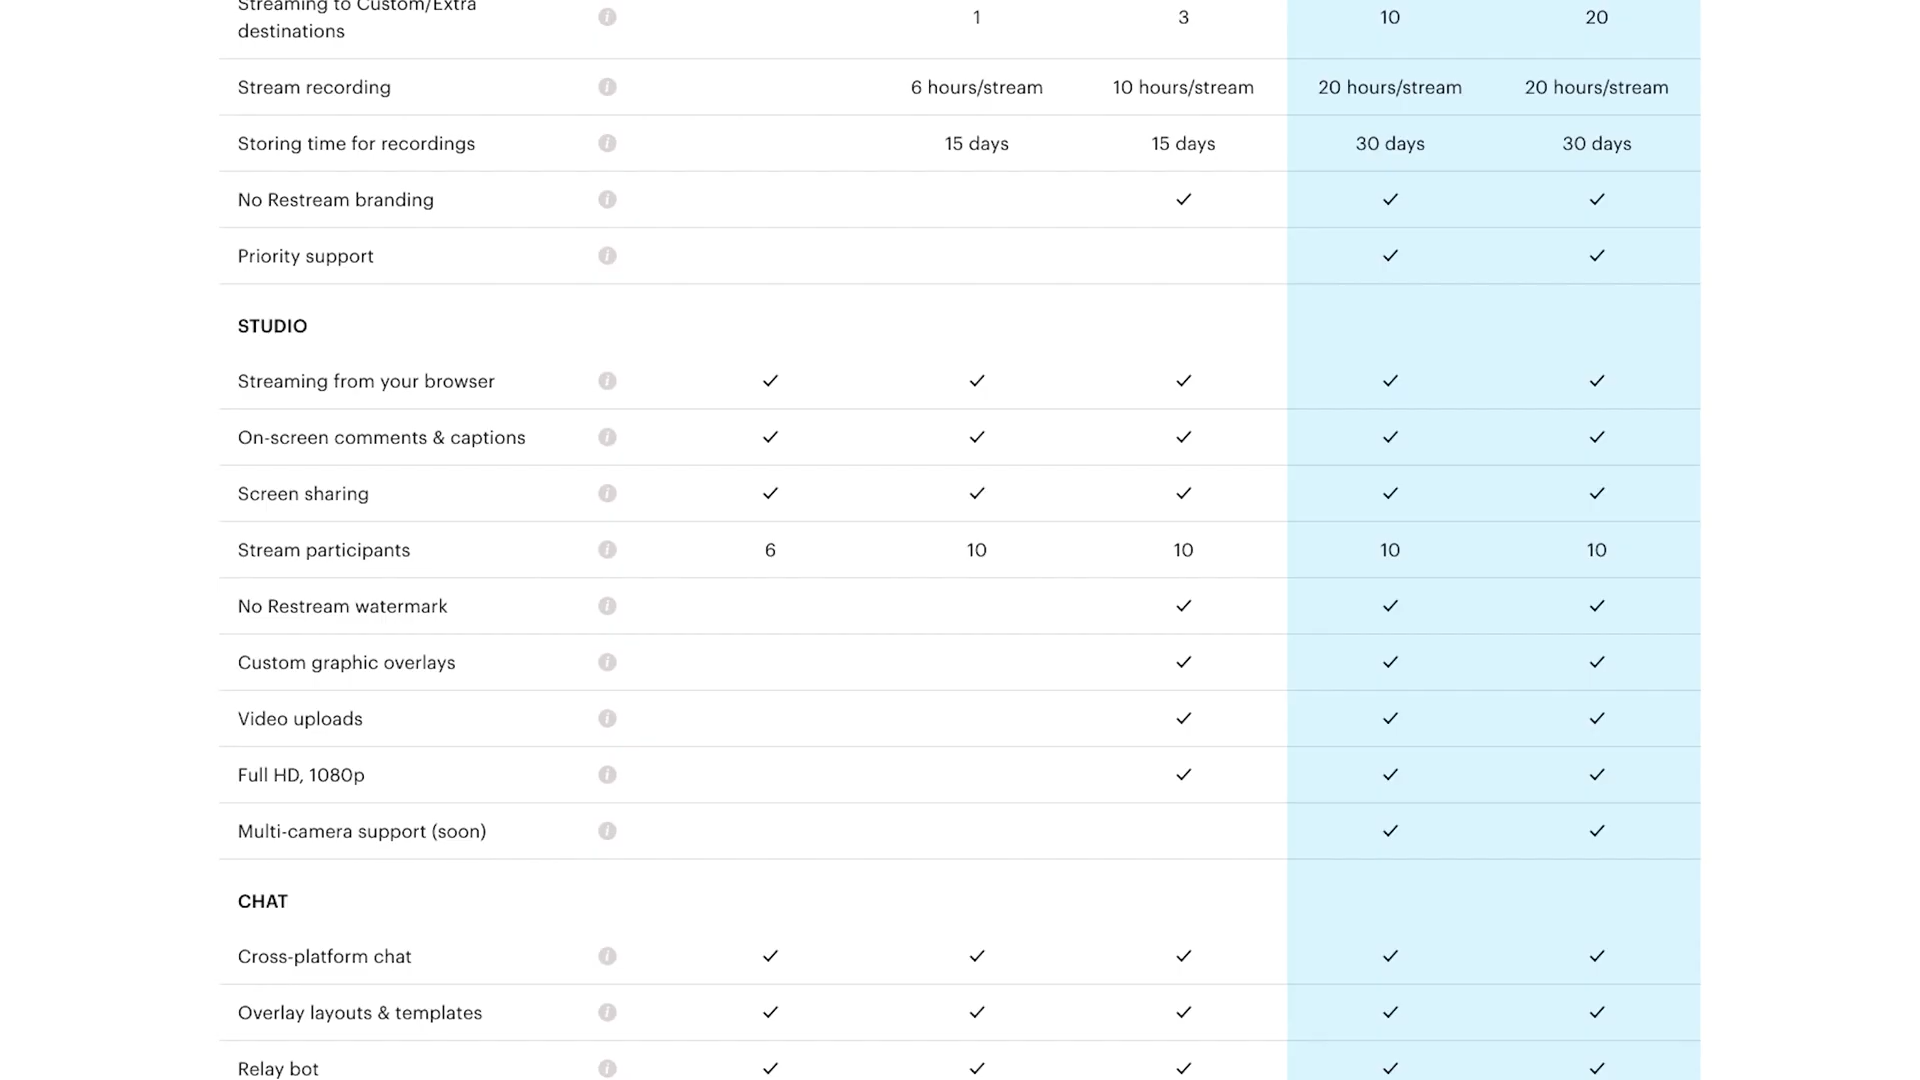 Streaming to Custom/Extra
destinations 1 3 10 20
Stream recording 6 hours/stream 10 hours/stream 20 hours/stream 20 hours/stream
Storing time for recordings 15 days 15 days 30 days 30 days
No Restream branding ✓ ✓ ✓
Priority support ✓ ✓
STUDIO
Streaming from your browser ✓ ✓ ✓ ✓ ✓
On-screen comments & captions ✓ ✓ ✓ ✓ ✓
Screen sharing ✓ ✓ ✓ ✓ ✓
Stream participants 6 10 10 10 10
No Restream watermark ✓ ✓ ✓
Custom graphic overlays ✓ ✓ ✓
Video uploads ✓ ✓ ✓
Full HD, 1080p ✓ ✓ ✓
Multi-camera support (soon) ✓ ✓
CHAT
Cross-platform chat ✓ ✓ ✓ ✓ ✓
Overlay layouts & templates ✓ ✓ ✓ ✓ ✓
Relay bot ✓ ✓ ✓ ✓ ✓